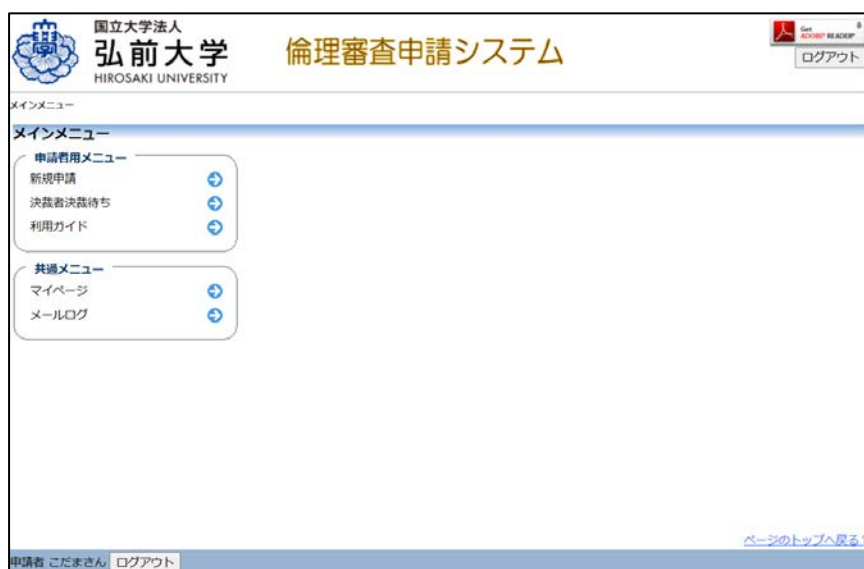 国立大学法人
弘前大学
HIROSAKI UNIVERSITY
倫理審査申請システム
Get
ADOBE® READER®
ログアウト
メインメニュー
メインメニュー
申請者用メニュー
新規申請
決裁者決裁待ち
利用ガイド
共通メニュー
マイページ
メールログ
ページのトップへ戻る↑
申請者 こだまさん ログアウト